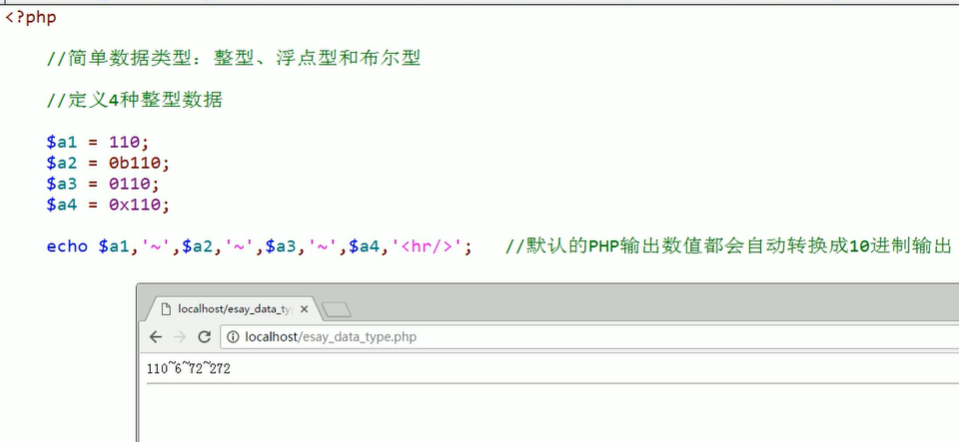 <?php
//简单数据类型：整型、浮点型和布尔型
//定义4种整型数据
$a1 = 110;
$a2 = 0b110;
$a3 = 0110;
$a4 = 0x110;
echo $a1,'~',$a2,'~',$a3,'~',$a4,'<hr/>'; //默认的PHP输出数值都会自动转换成10进制输出
localhost/esay_data_ty
localhost/esay_data_type.php
110~6~72~272